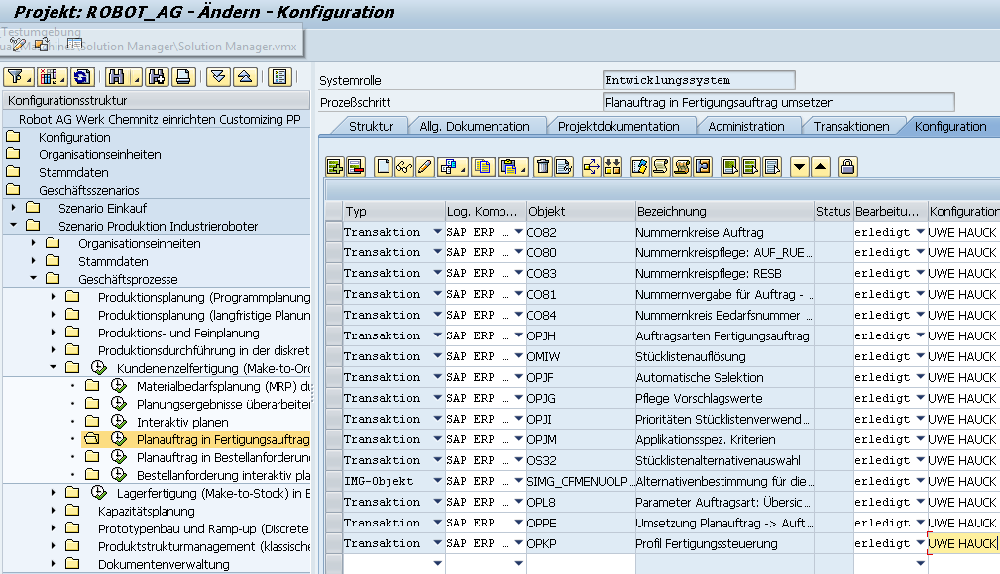 Projekt: ROBOT_AG - Ändern - Konfiguration
Testumgebung
Solution Manager\Solution Manager.vmx
Konfigurationsstruktur
Robot AG Werk Chemnitz einrichten Customizing PP
Konfiguration
Organisationseinheiten
Stammdaten
Geschäftsszenarios
Szenario Einkauf
Szenario Produktion Industrieroboter
Organisationseinheiten
Stammdaten
Geschäftsprozesse
Produktionsplanung (Programmplanung
Produktionsplanung (langfristige Planun
Produktions- und Feinplanung
Produktionsdurchführung in der diskret
Kundeneinzelfertigung (Make-to-Orc
Materialbedarfsplanung (MRP) du
Planungsergebnisse überarbeiter
Interaktiv planen
Planauftrag in Fertigungsauftrag
Planauftrag in Bestellanforderun
Bestellanforderung interaktiv pla
Lagerfertigung (Make-to-Stock) in E
Kapazitätsplanung
Prototypenbau und Ramp-up (Discrete
Produktstrukturmanagement (klassische
Dokumentenverwaltung
Systemrolle Entwicklungssystem
Prozeßschritt Planauftrag in Fertigungsauftrag umsetzen
Struktur Allg. Dokumentation Projektdokumentation Administration Transaktionen Konfiguration
Typ Log. Komp... Objekt Bezeichnung Status Bearbeitu... Konfiguration
Transaktion SAP ERP ... CO82 Nummernkreise Auftrag erledigt UWE HAUCK
Transaktion SAP ERP ... CO80 Nummernkreispflege: AUF_RUE... erledigt UWE HAUCK
Transaktion SAP ERP ... CO83 Nummernkreispflege: RESB erledigt UWE HAUCK
Transaktion SAP ERP ... CO81 Nummernvergabe für Auftrag - ... erledigt UWE HAUCK
Transaktion SAP ERP ... CO84 Nummernkreis Bedarfsnummer ... erledigt UWE HAUCK
Transaktion SAP ERP ... OPJH Auftragsarten Fertigungsauftrag erledigt UWE HAUCK
Transaktion SAP ERP ... OMIW Stücklistenauflösung erledigt UWE HAUCK
Transaktion SAP ERP ... OPJF Automatische Selektion erledigt UWE HAUCK
Transaktion SAP ERP ... OPJG Pflege Vorschlagswerte erledigt UWE HAUCK
Transaktion SAP ERP ... OPJI Prioritäten Stücklistenverwend... erledigt UWE HAUCK
Transaktion SAP ERP ... OPJM Applikationsspez. Kriterien erledigt UWE HAUCK
Transaktion SAP ERP ... OS32 Stücklistenalternativenauswahl erledigt UWE HAUCK
IMG-Objekt SAP ERP ... SIMG_CFMENUOLP... Alternativenbestimmung für die... erledigt UWE HAUCK
Transaktion SAP ERP ... OPL8 Parameter Auftragsart: Übersic... erledigt UWE HAUCK
Transaktion SAP ERP ... OPPE Umsetzung Planauftrag -> Auft... erledigt UWE HAUCK
Transaktion SAP ERP ... OPKP Profil Fertigungssteuerung erledigt UWE HAUCK